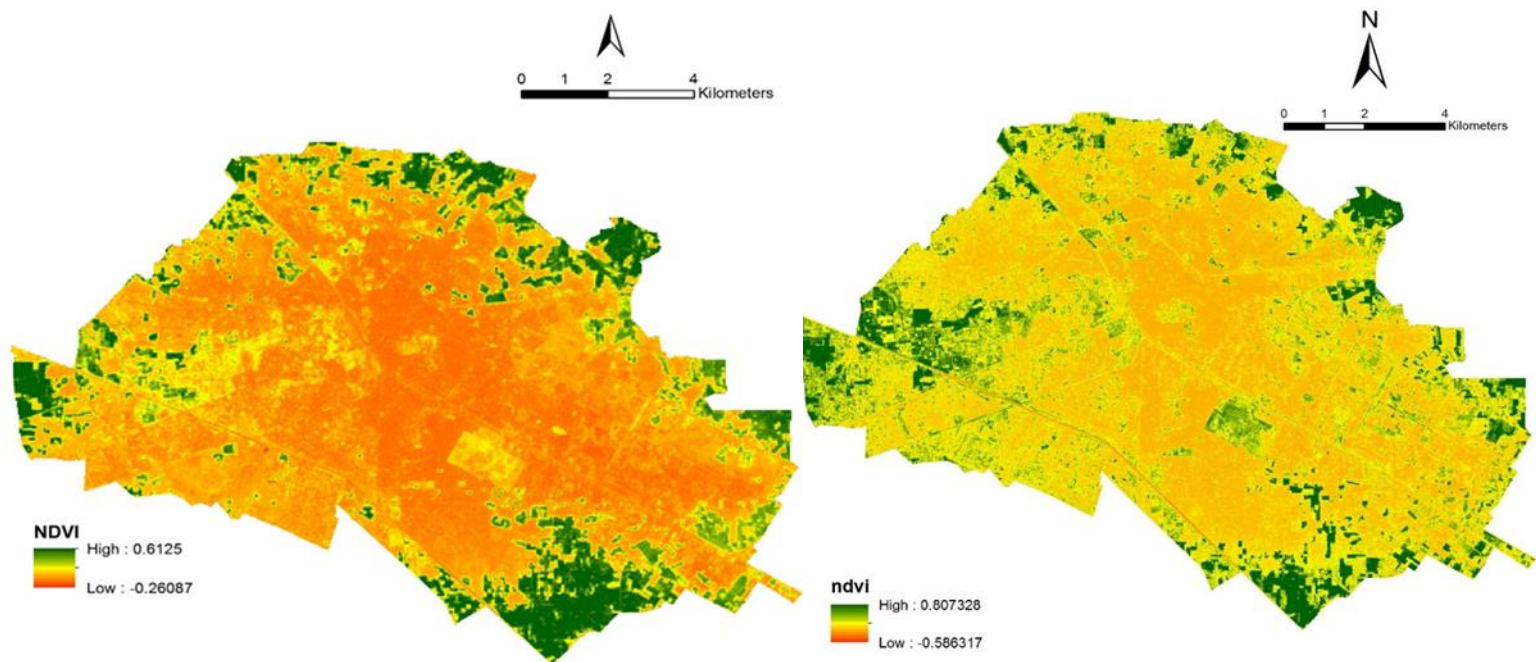 0 1 2 4
Kilometers
NDVI
High : 0.6125
Low : -0.26087
N
0 1 2 4
Kilometers
ndvi
High : 0.807328
Low : -0.586317